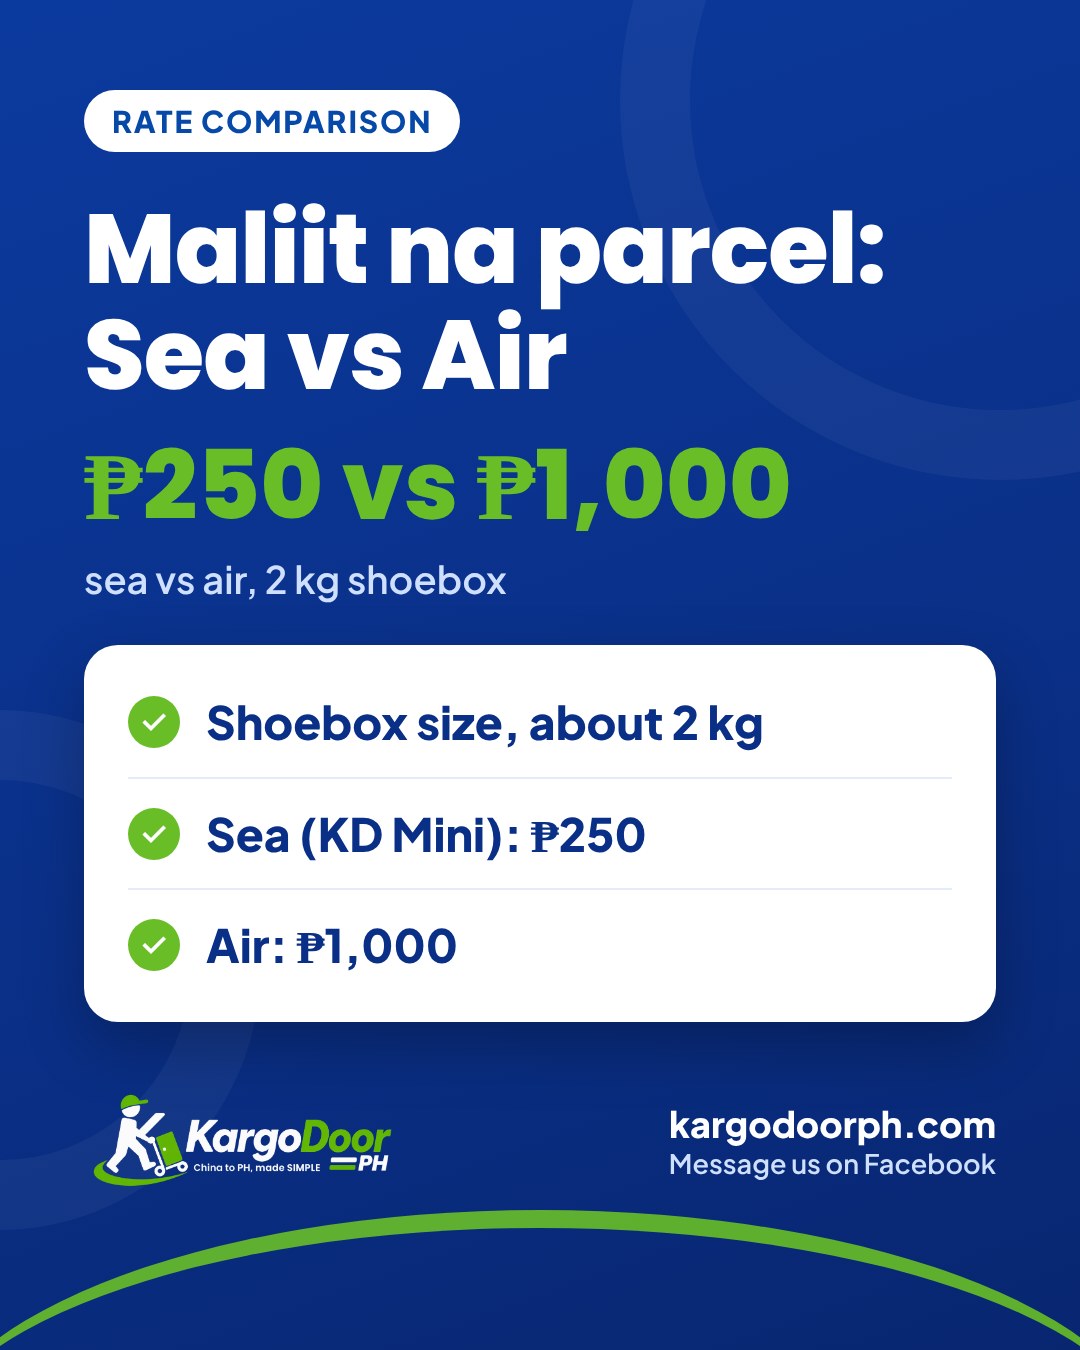 RATE COMPARISON
Maliit na parcel:
Sea vs Air
₱250 vs ₱1,000
sea vs air, 2 kg shoebox
Shoebox size, about 2 kg
Sea (KD Mini): ₱250
Air: ₱1,000
KargoDoor
China to PH, made SIMPLE
PH
kargodoorph.com
Message us on Facebook